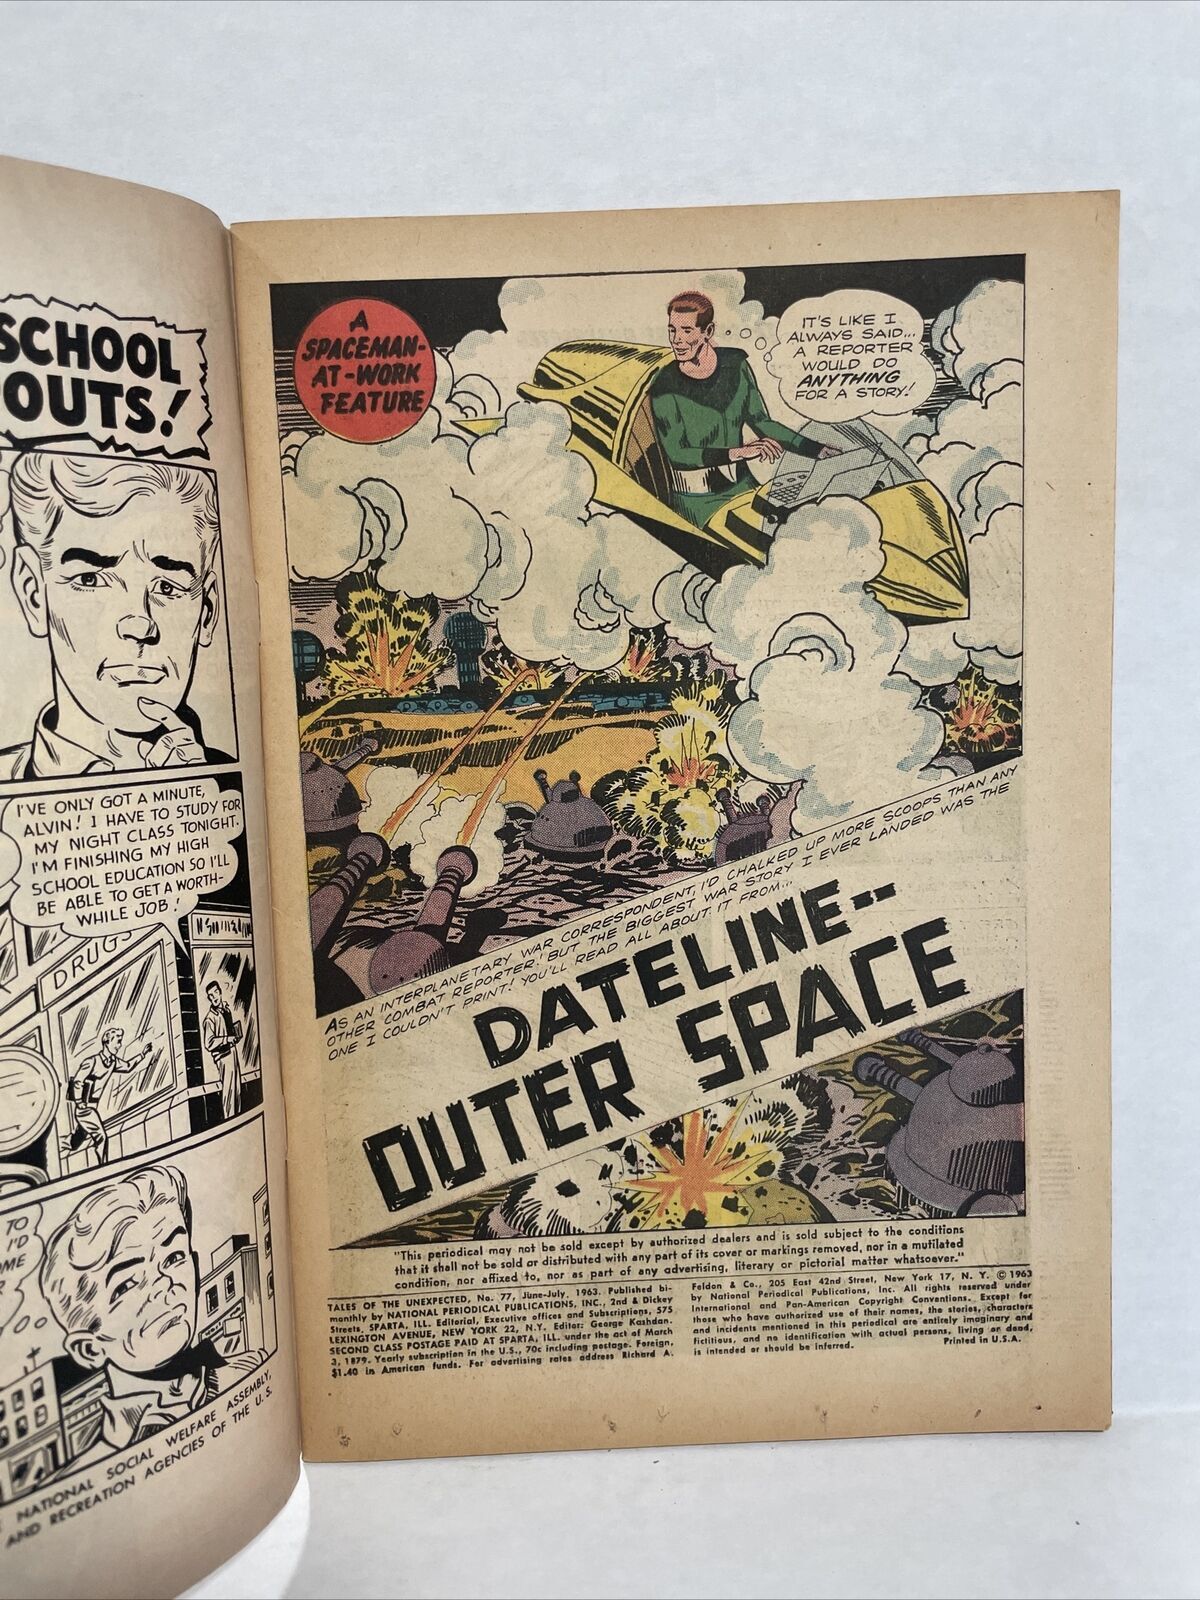 SCHOOL
OUTS!
I'VE ONLY GOT A MINUTE,
ALVIN! I HAVE TO STUDY FOR
MY NIGHT CLASS TONIGHT.
I'M FINISHING MY HIGH
SCHOOL EDUCATION SO I'LL
BE ABLE TO GET A WORTH-
WHILE JOB!
DRUGS
TO
I'D
NATIONAL SOCIAL WELFARE ASSEMBLY,
AND RECREATION AGENCIES OF THE U.S.
A
SPACEMAN-
AT-WORK
FEATURE
IT'S LIKE I
ALWAYS SAID...
A REPORTER
WOULD DO
ANYTHING
FOR A STORY!
AS AN INTERPLANETARY WAR CORRESPONDENT, I'D CHALKED UP MORE SCOOPS THAN ANY
OTHER COMBAT REPORTER! BUT THE BIGGEST WAR STORY I EVER LANDED WAS THE
ONE I COULDN'T PRINT! YOU'LL READ ALL ABOUT IT FROM...
DATELINE--
OUTER SPACE
"This periodical may not be sold except by authorized dealers and is sold subject to the conditions
that it shall not be sold or distributed with any part of its cover or markings removed, nor in a mutilated
condition, nor affixed to, nor as part of any advertising, literary or pictorial matter whatsoever."
TALES OF THE UNEXPECTED, No. 77, June-July, 1963. Published bi-
monthly by NATIONAL PERIODICAL PUBLICATIONS, INC., 2nd & Dickey
Streets, SPARTA, ILL. Editorial, Executive offices and Subscriptions, 575
LEXINGTON AVENUE, NEW YORK 22, N.Y. Editor: George Kashdan.
SECOND CLASS POSTAGE PAID AT SPARTA, ILL. under the act of March
3, 1879. Yearly subscription in the U.S., 70c including postage. Foreign,
$1.40 in American funds. For advertising rates address Richard A.
Feldon & Co., 205 East 42nd Street, New York 17, N. Y. © 1963
by National Periodical Publications, Inc. All rights reserved under
International and Pan-American Copyright Conventions. Except for
those who have authorized use of their names, the stories, characters
and incidents mentioned in this periodical are entirely imaginary and
fictitious, and no identification with actual persons, living or dead,
is intended or should be inferred. Printed in U.S.A.